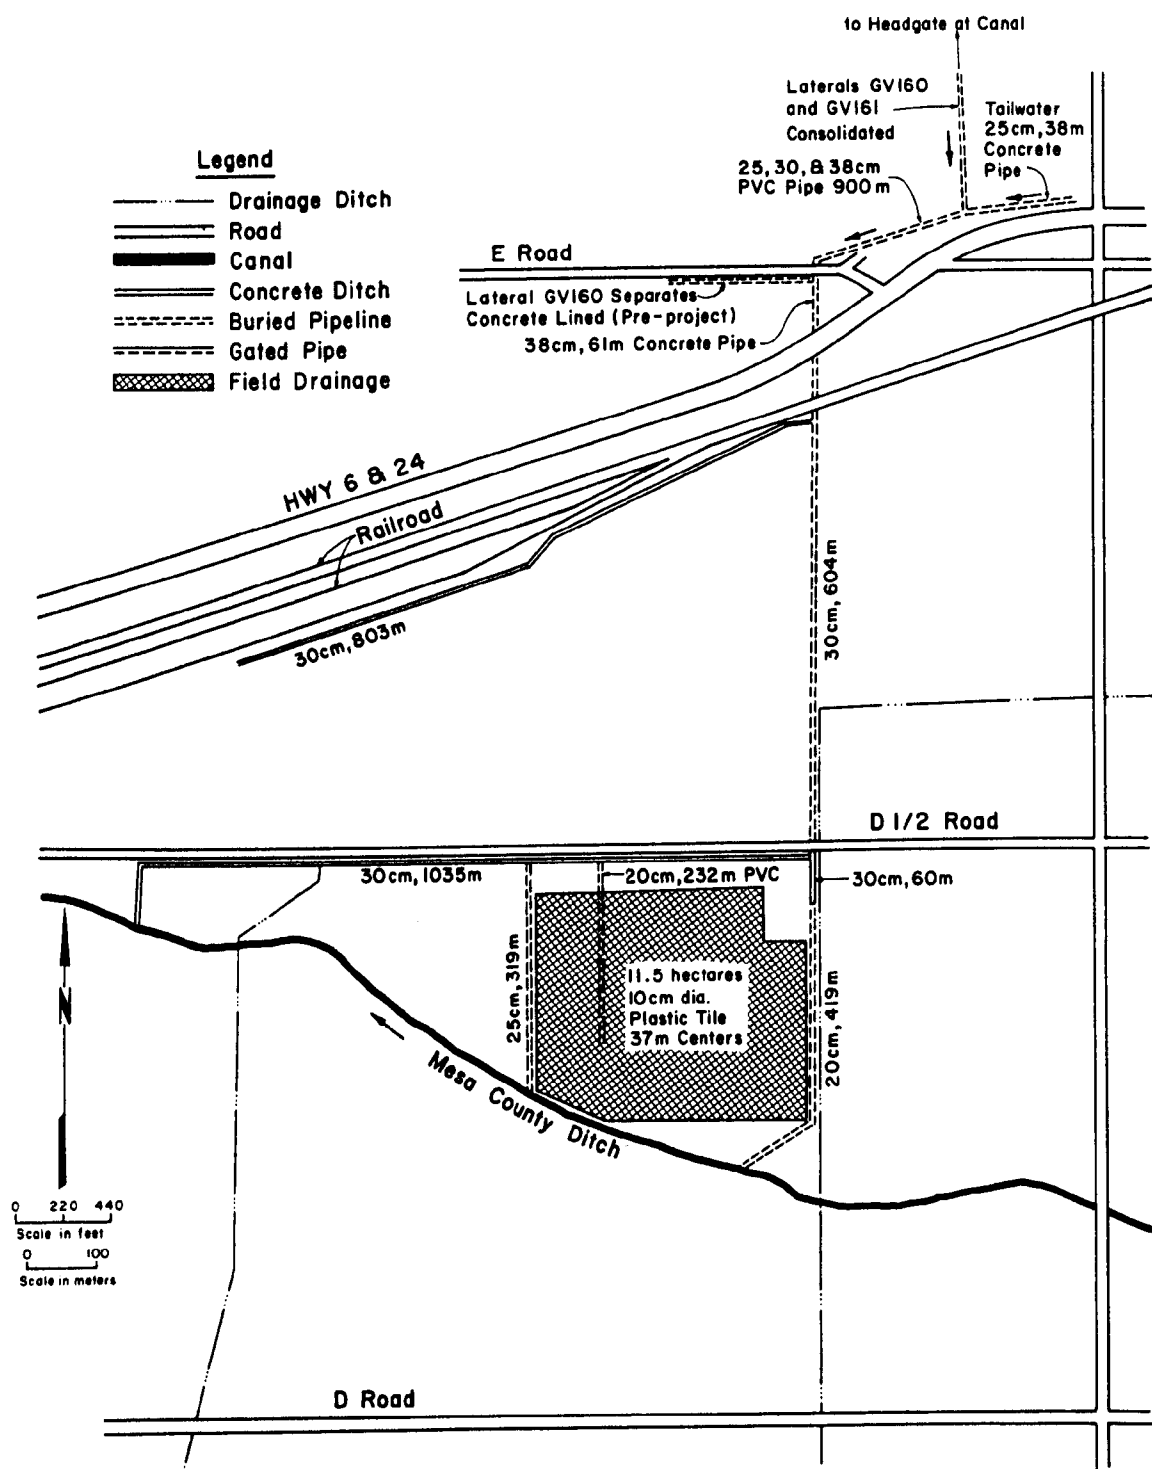 to Headgate at Canal
Laterals GV160
and GV161
Consolidated
Tailwater
25cm, 38m
Concrete
Pipe
25, 30, & 38cm
PVC Pipe 900m
Legend
Drainage Ditch
Road
Canal
Concrete Ditch
Buried Pipeline
Gated Pipe
Field Drainage
E Road
Lateral GV160 Separates
Concrete Lined (Pre-project)
38cm, 61m Concrete Pipe
HWY 6 & 24
Railroad
30cm, 803m
30cm, 604m
D 1/2 Road
30cm, 1035m
20cm, 232m PVC
30cm, 60m
25cm, 319m
11.5 hectares
10cm dia.
Plastic Tile
37m Centers
20cm, 419m
N
Mesa County Ditch
0 220 440
Scale in feet
0 100
Scale in meters
D Road